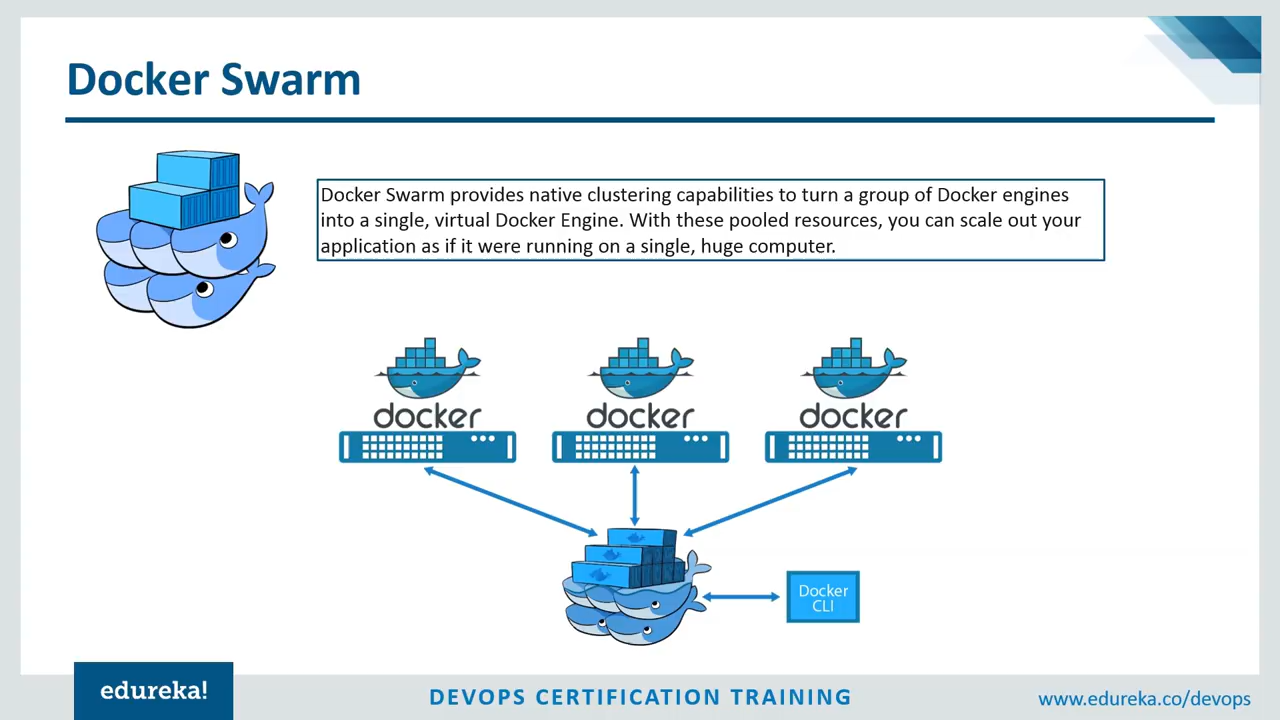 Docker Swarm
Docker Swarm provides native clustering capabilities to turn a group of Docker engines
into a single, virtual Docker Engine. With these pooled resources, you can scale out your
application as if it were running on a single, huge computer.
docker
docker
docker
Docker
CLI
edureka!
DEVOPS CERTIFICATION TRAINING
www.edureka.co/devops